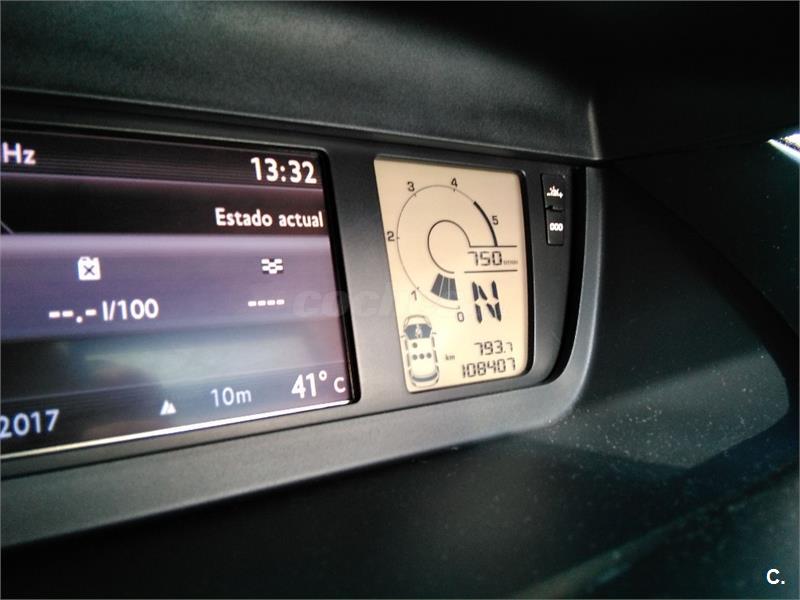 Hz
13:32
Estado actual
--.- l/100
----
2017
10m
41° C
4
3
5
2
750
1
0
N
793.7
km
108407
000
C.